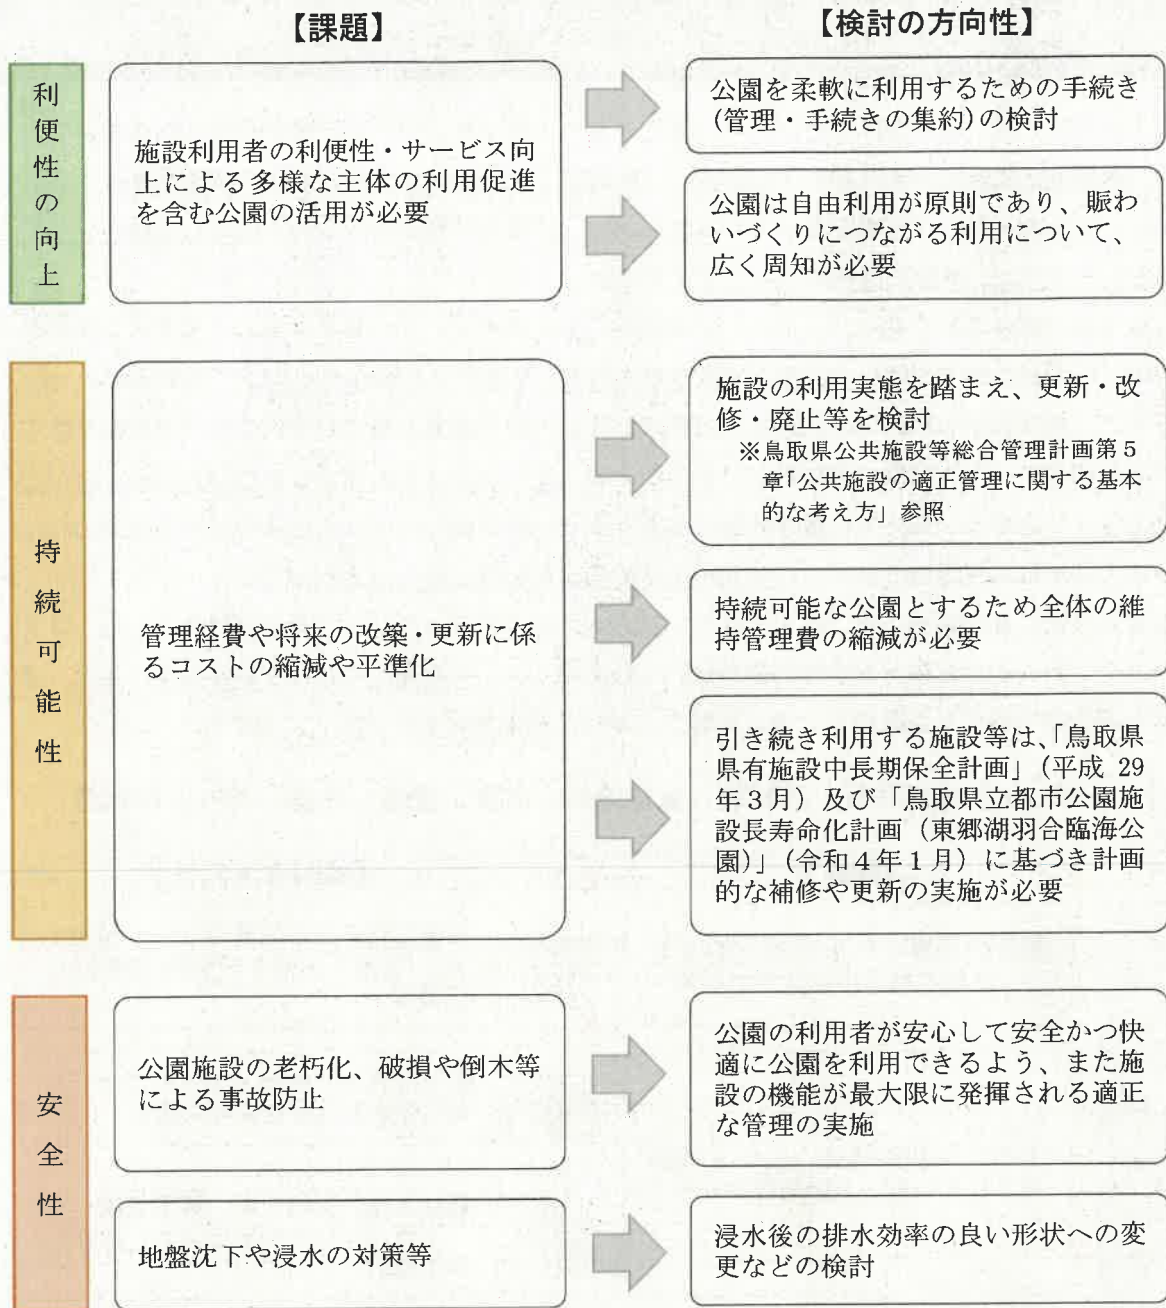 【課題】
【検討の方向性】
利便性の向上
施設利用者の利便性・サービス向
上による多様な主体の利用促進
を含む公園の活用が必要
公園を柔軟に利用するための手続き
(管理・手続きの集約)の検討
公園は自由利用が原則であり、賑わ
いづくりにつながる利用について、
広く周知が必要
持続可能性
管理経費や将来の改築・更新に係
るコストの縮減や平準化
施設の利用実態を踏まえ、更新・改
修・廃止等を検討
※鳥取県公共施設等総合管理計画第5
章「公共施設の適正管理に関する基本
的な考え方」参照
持続可能な公園とするため全体の維
持管理費の縮減が必要
引き続き利用する施設等は、「鳥取県
県有施設中長期保全計画」（平成 29
年3月）及び「鳥取県立都市公園施
設長寿命化計画（東郷湖羽合臨海公
園)」（令和4年1月）に基づき計画
的な補修や更新の実施が必要
安全性
公園施設の老朽化、破損や倒木等
による事故防止
公園の利用者が安心して安全かつ快
適に公園を利用できるよう、また施
設の機能が最大限に発揮される適正
な管理の実施
地盤沈下や浸水の対策等
浸水後の排水効率の良い形状への変
更などの検討